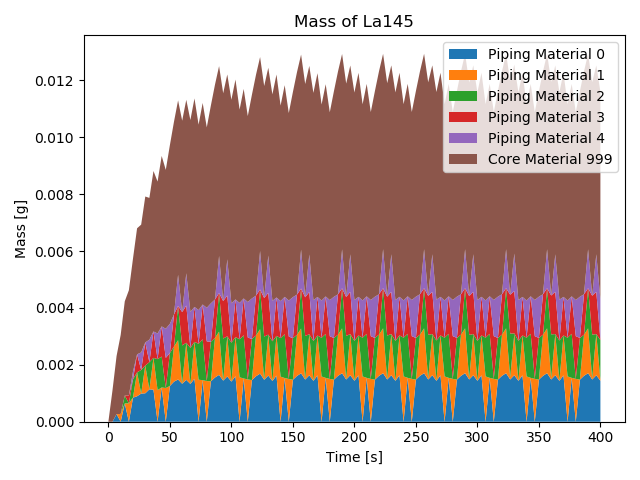 Mass of La145
Mass [g]
0.012
0.010
0.008
0.006
0.004
0.002
0.000
Piping Material 0
Piping Material 1
Piping Material 2
Piping Material 3
Piping Material 4
Core Material 999
0 50 100 150 200 250 300 350 400
Time [s]